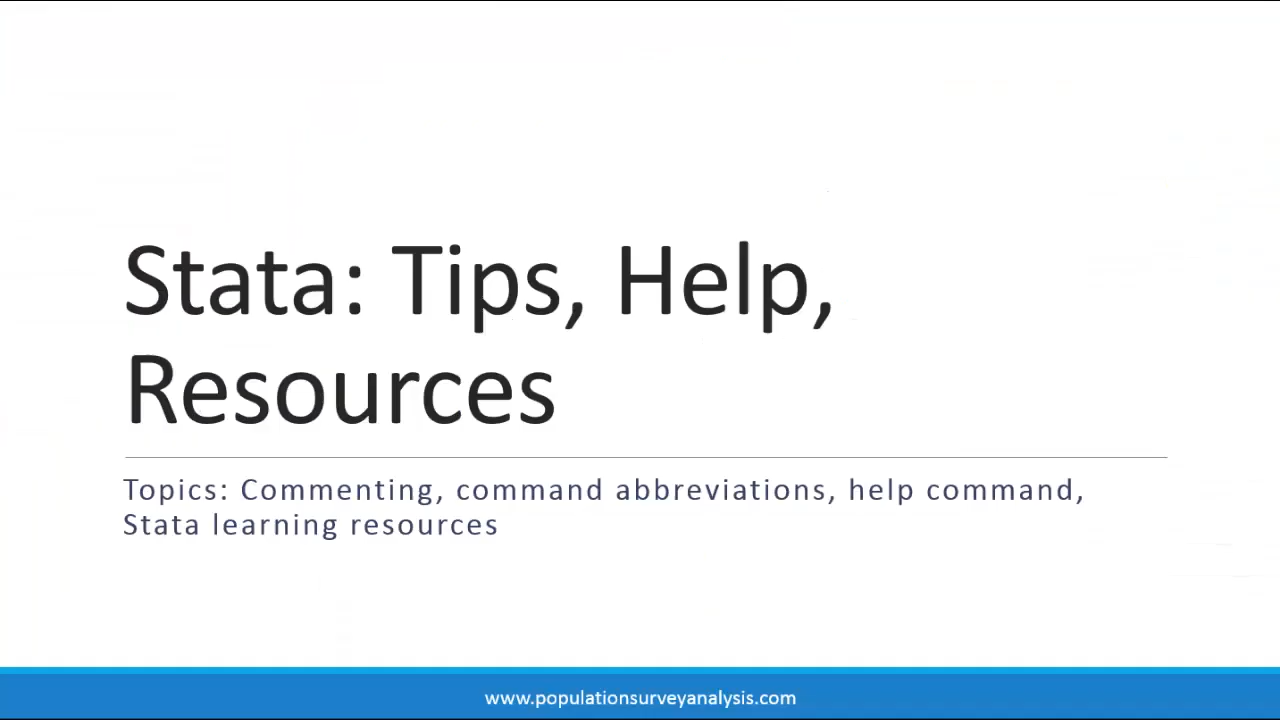 Stata: Tips, Help,
Resources
Topics: Commenting, command abbreviations, help command,
Stata learning resources
www.populationsurveyanalysis.com